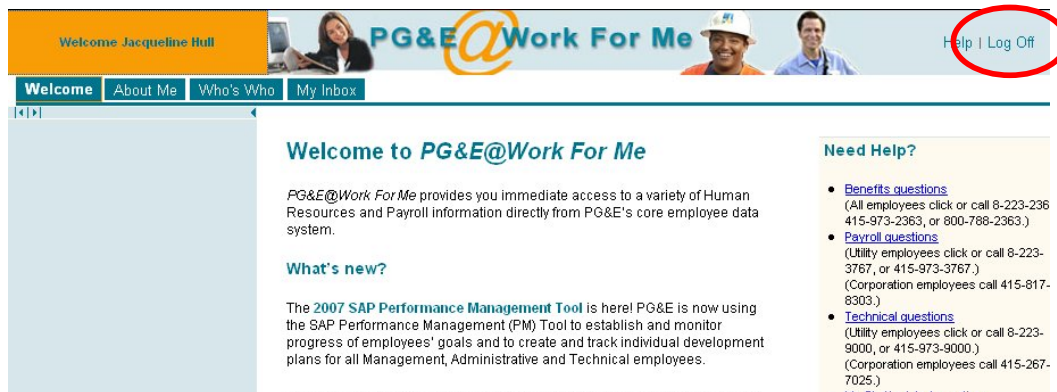 Welcome Jacqueline Hull
PG&E@Work For Me
Help | Log Off
Welcome
About Me
Who's Who
My Inbox
Welcome to PG&E@Work For Me
PG&E@Work For Me provides you immediate access to a variety of Human
Resources and Payroll information directly from PG&E's core employee data
system.
What's new?
The 2007 SAP Performance Management Tool is here! PG&E is now using
the SAP Performance Management (PM) Tool to establish and monitor
progress of employees' goals and to create and track individual development
plans for all Management, Administrative and Technical employees.
Need Help?
Benefits questions
(All employees click or call 8-223-236
415-973-2363, or 800-788-2363.)
Payroll questions
(Utility employees click or call 8-223-
3767, or 415-973-3767.)
(Corporation employees call 415-817-
8303.)
Technical questions
(Utility employees click or call 8-223-
9000, or 415-973-9000.)
(Corporation employees call 415-267-
7025.)